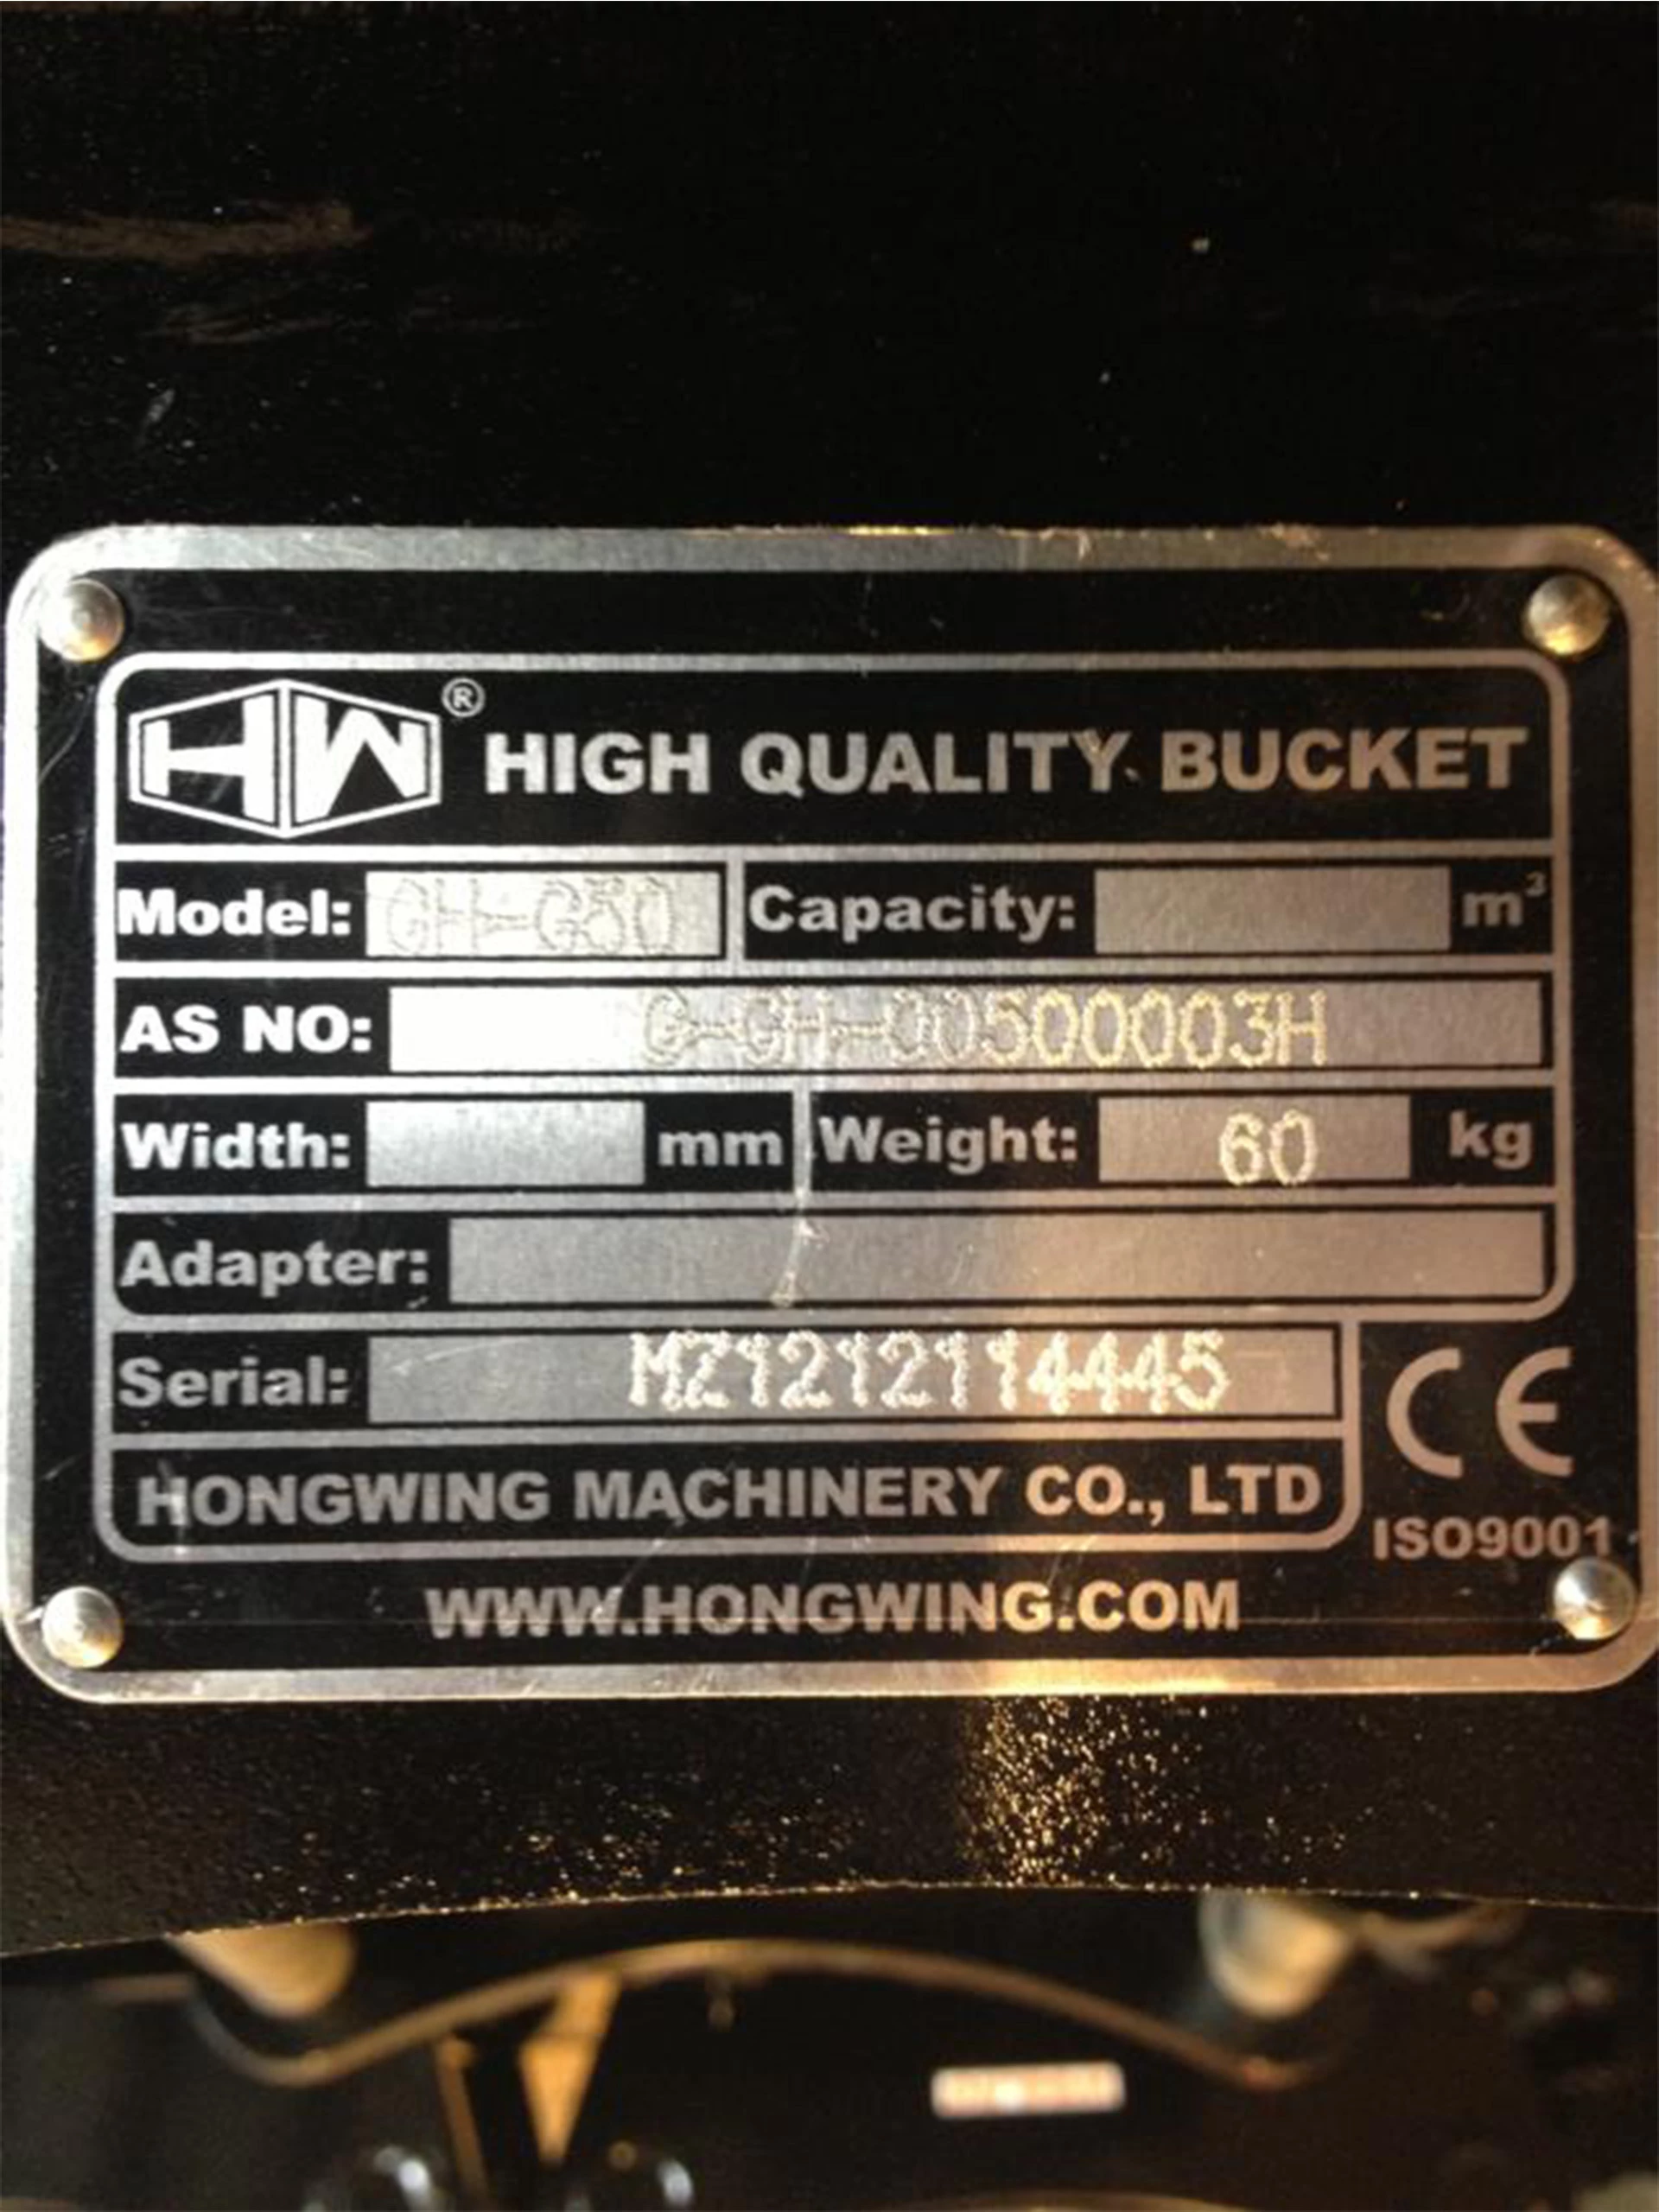 HW ® HIGH QUALITY BUCKET
Model: GH-G50 Capacity: m³
AS NO: G-GH-00500003H
Width: mm Weight: 60 kg
Adapter:
Serial: MZ1212114445
CE
HONGWING MACHINERY CO., LTD
ISO9001
WWW.HONGWING.COM